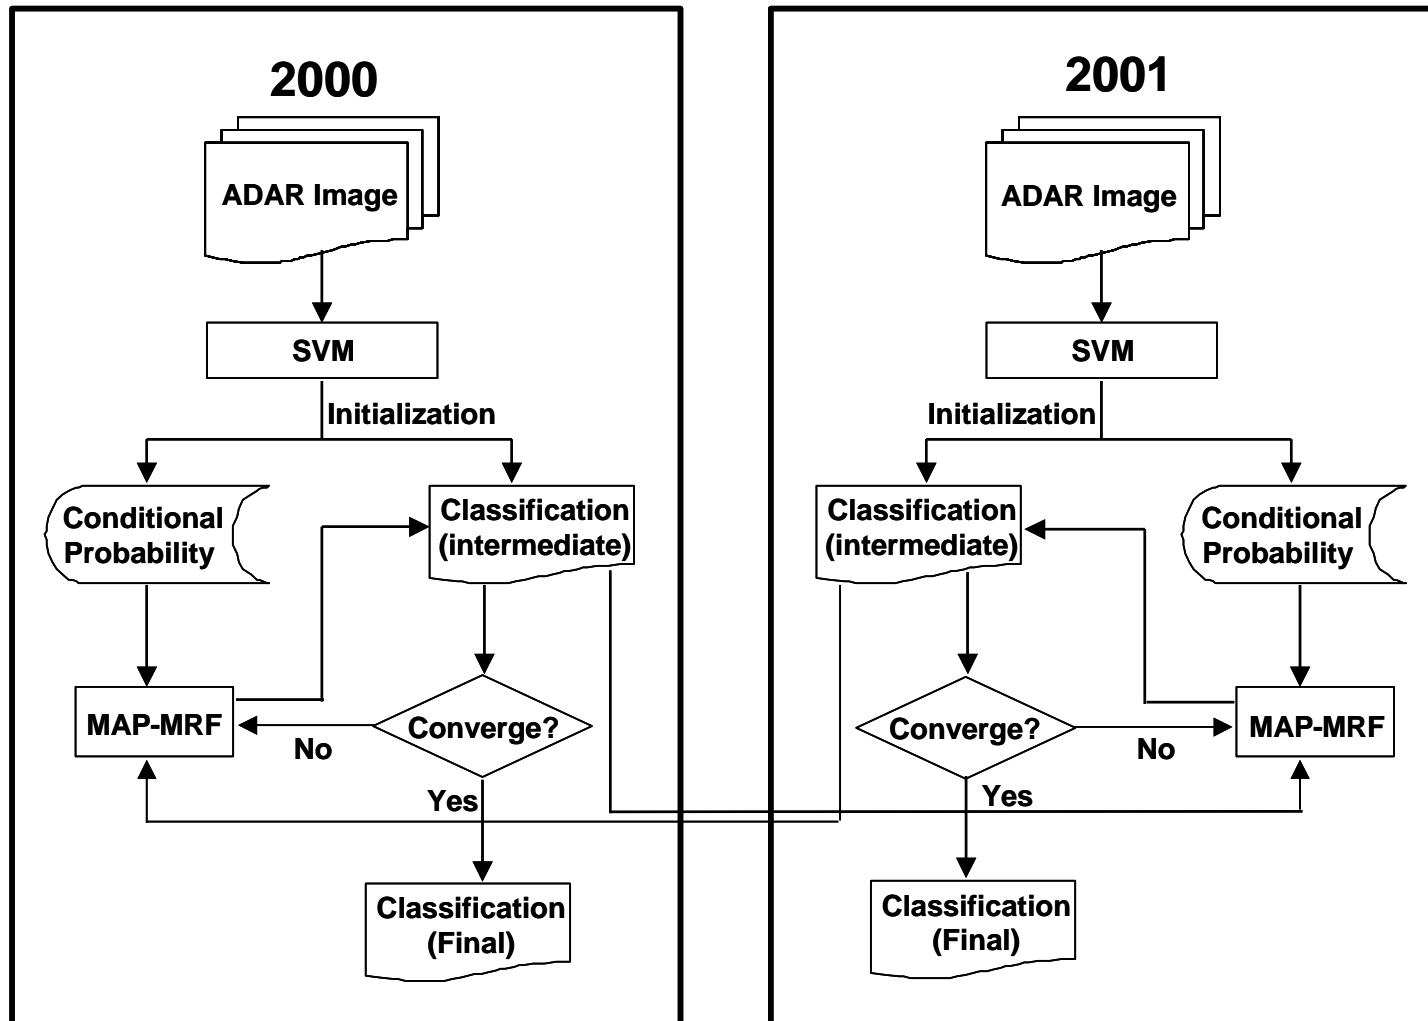 2000
ADAR Image
SVM
Initialization
Conditional
Probability
Classification
(intermediate)
MAP-MRF
No
Converge?
Yes
Classification
(Final)
2001
ADAR Image
SVM
Initialization
Classification
(intermediate)
Conditional
Probability
Converge?
No
MAP-MRF
Yes
Classification
(Final)